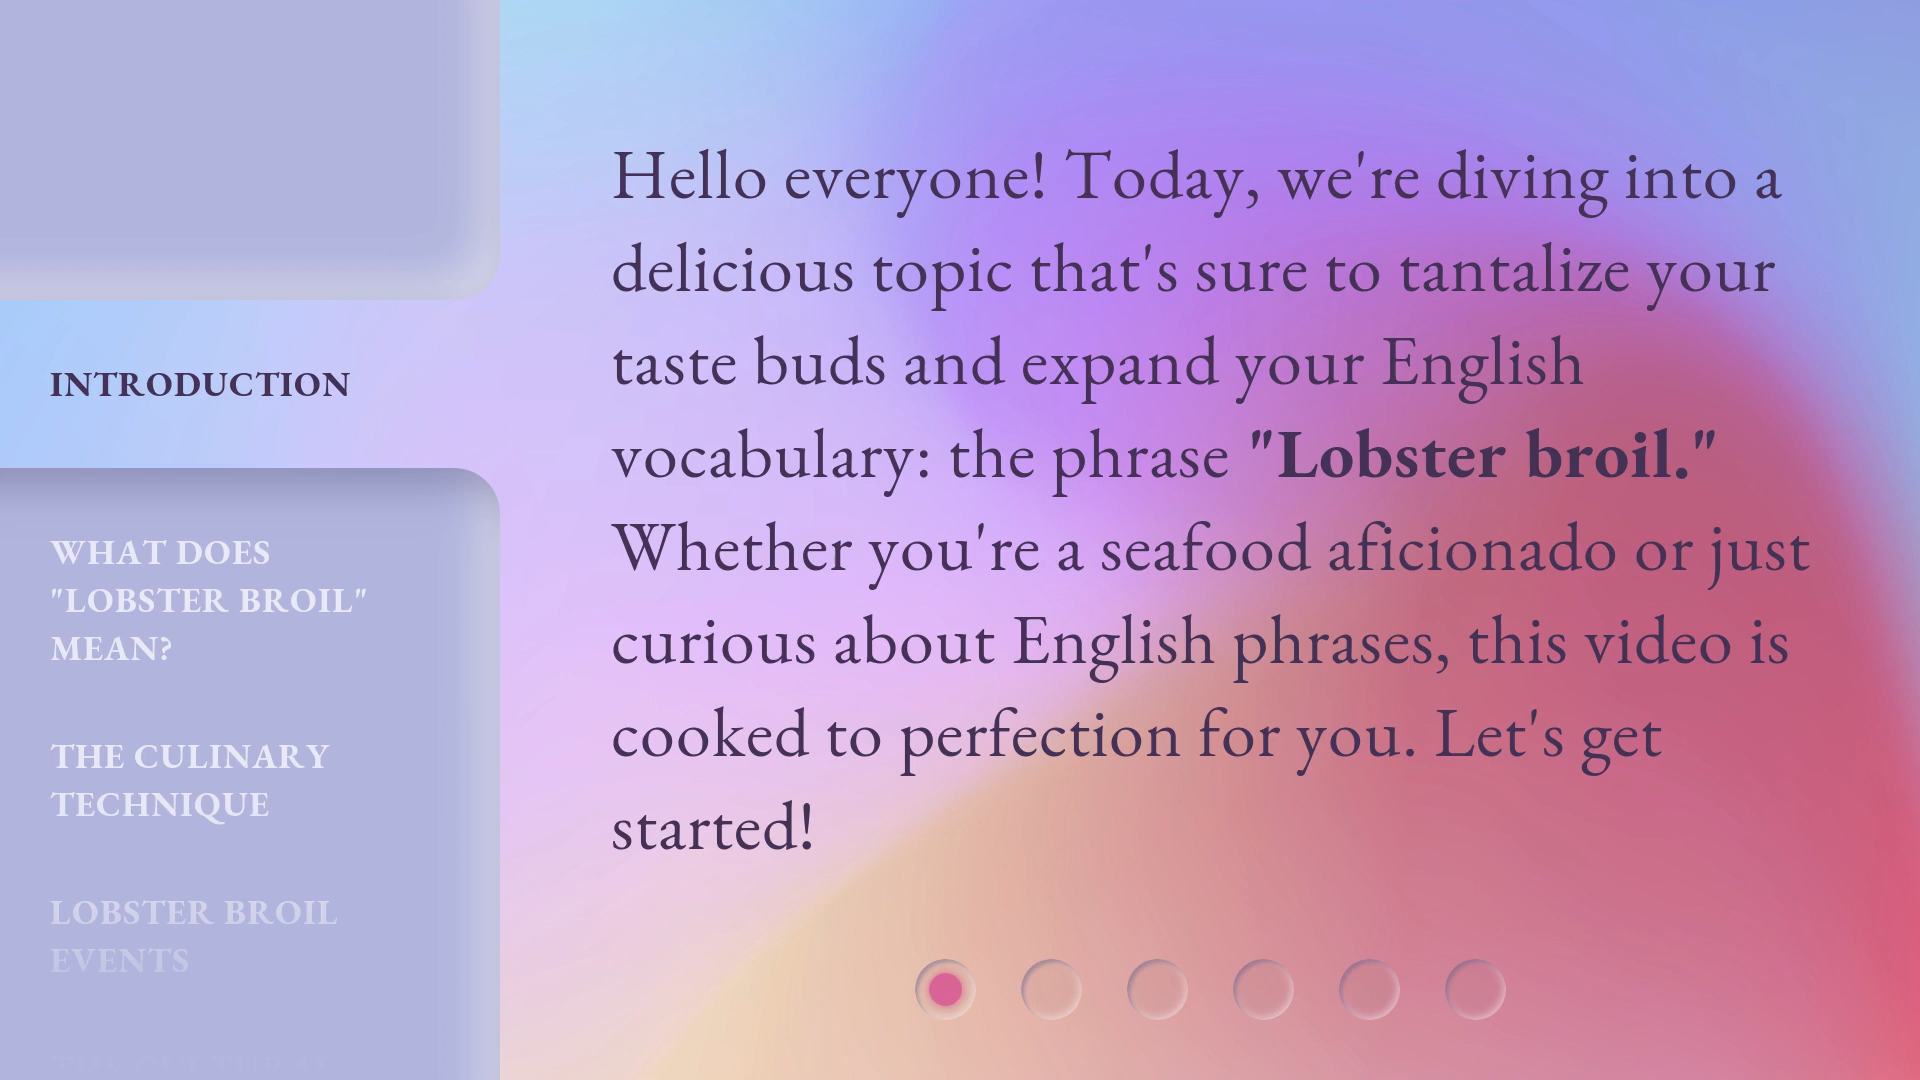 INTRODUCTION
WHAT DOES
"LOBSTER BROIL"
MEAN?
THE CULINARY
TECHNIQUE
LOBSTER BROIL
EVENTS
Hello everyone! Today, we're diving into a
delicious topic that's sure to tantalize your
taste buds and expand your English
vocabulary: the phrase "Lobster broil."
Whether you're a seafood aficionado or just
curious about English phrases, this video is
cooked to perfection for you. Let's get
started!